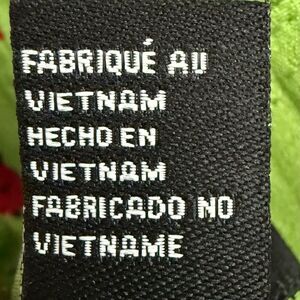 FABRIQUÉ AU
VIETNAM
HECHO EN
VIETNAM
FABRICADO NO
VIETNAME